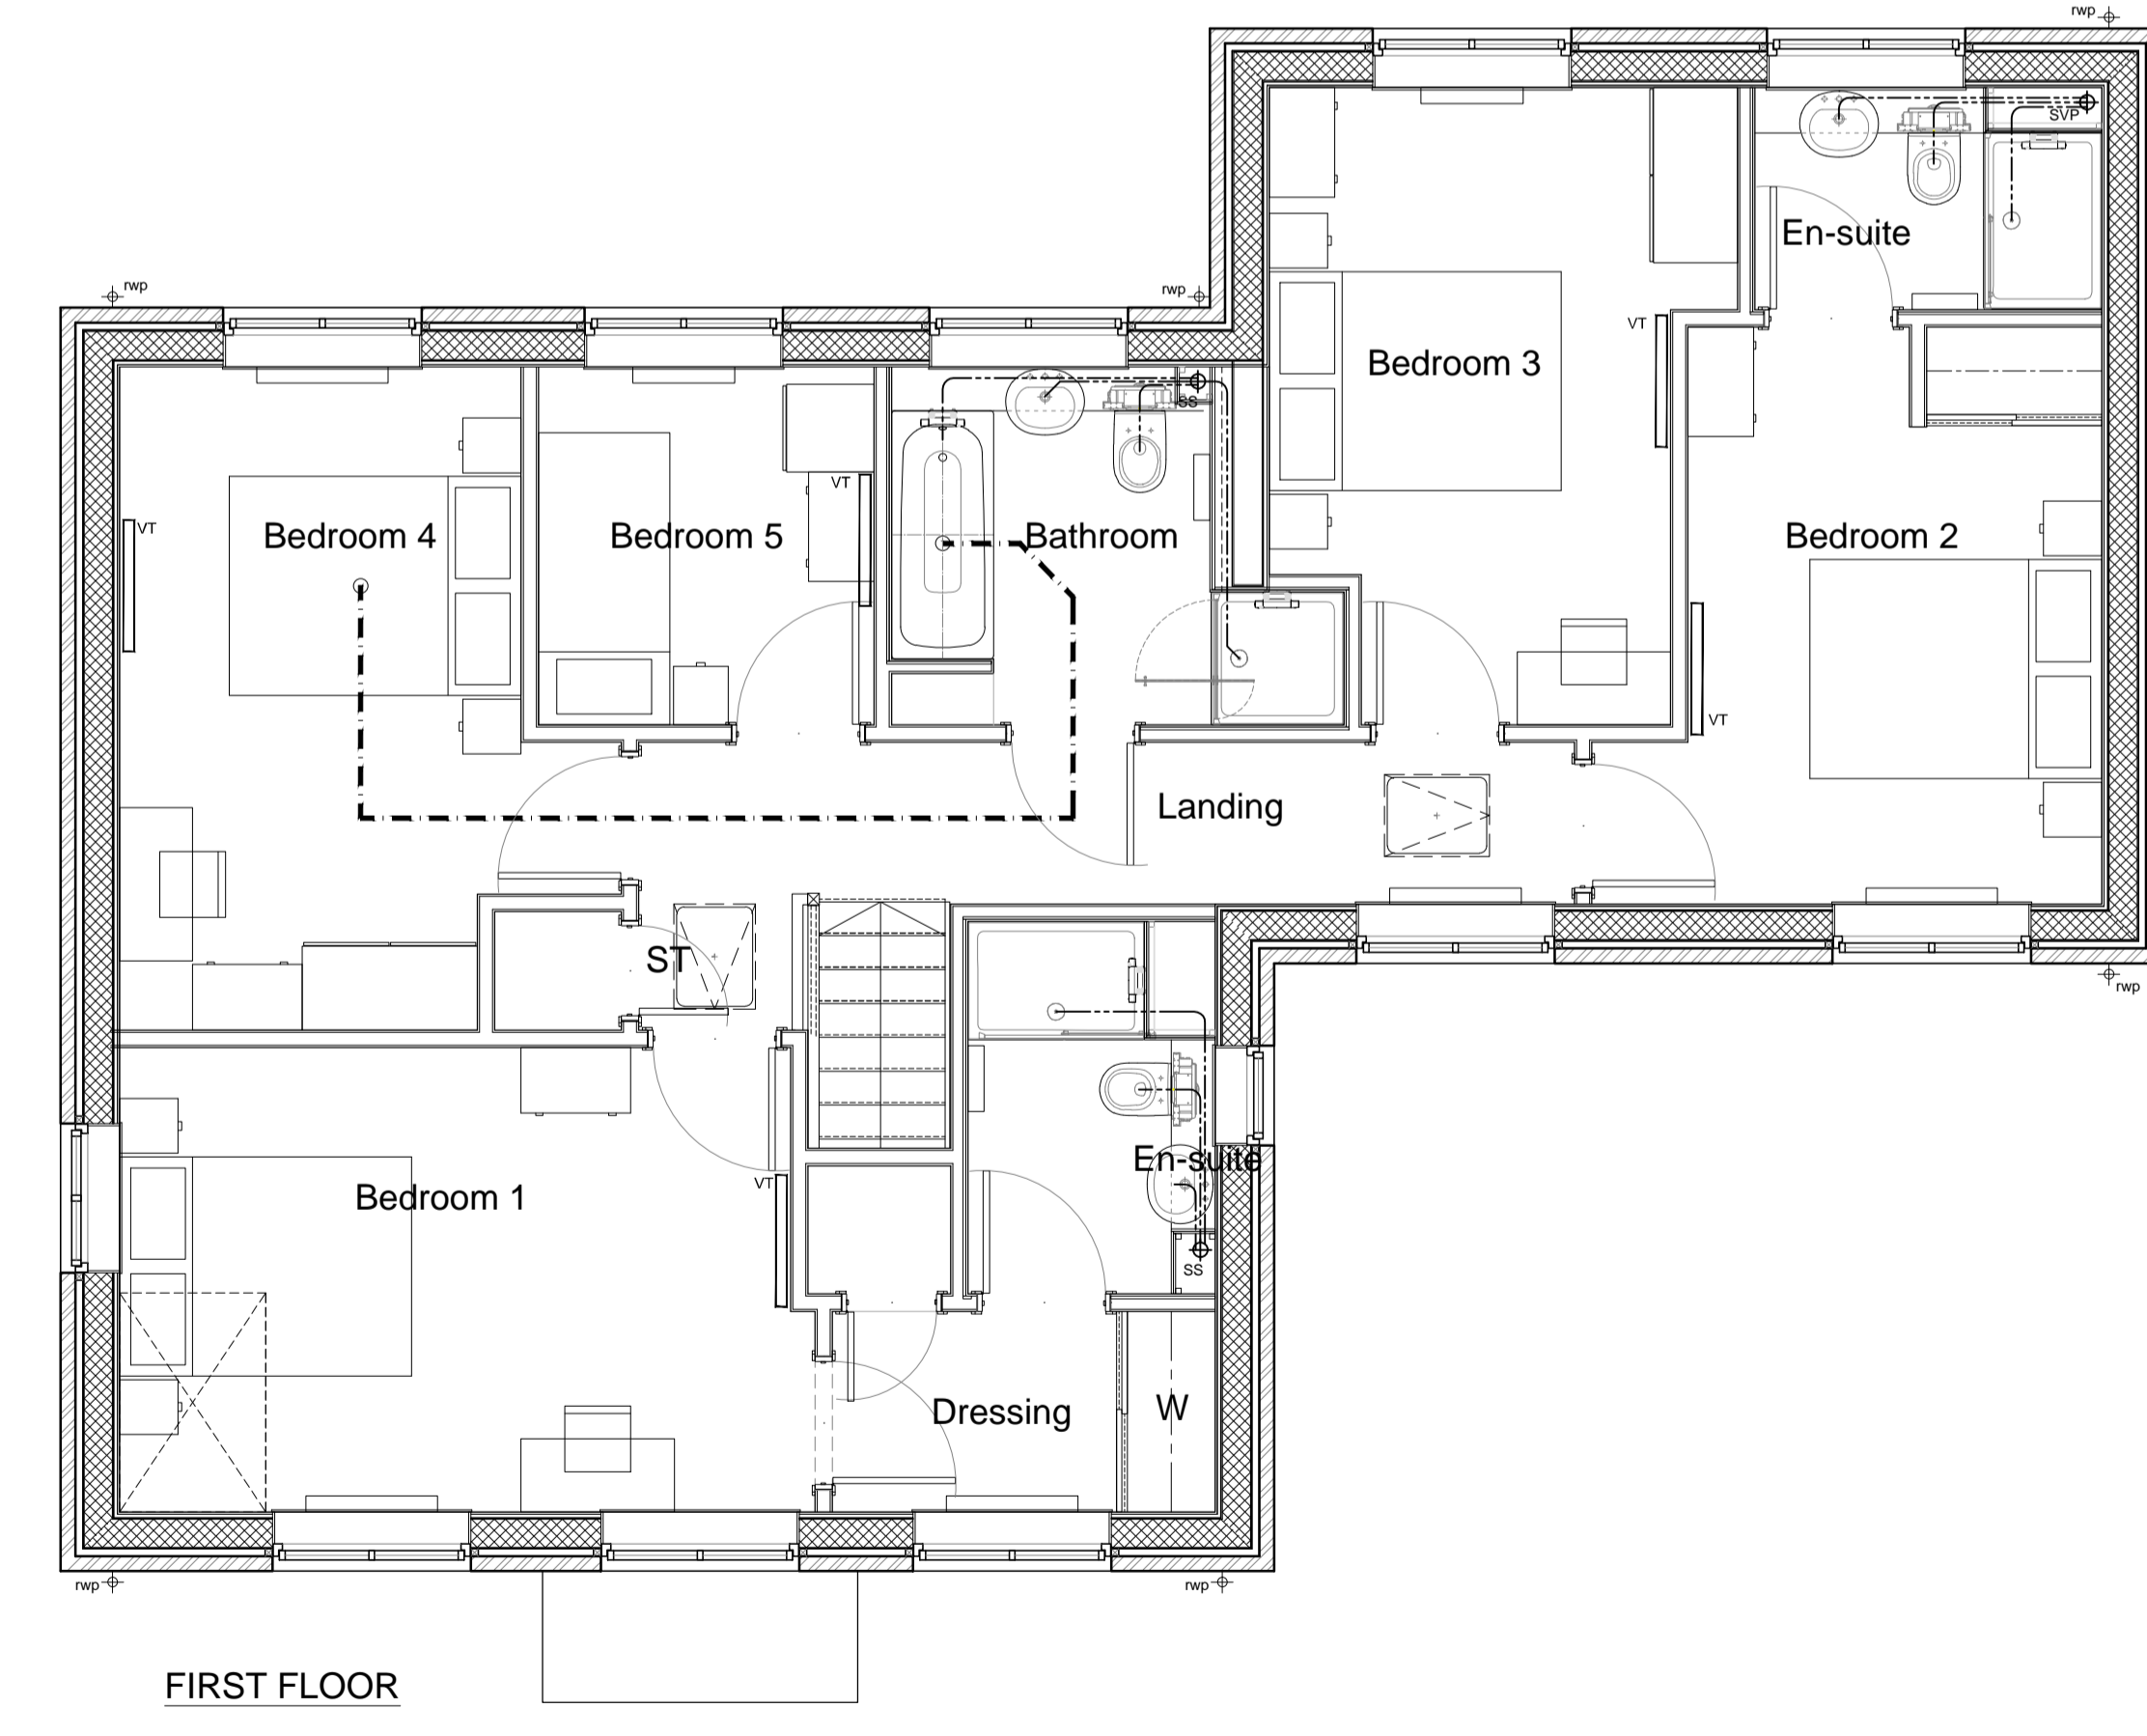 rwp
SVP
En-suite
rwp
rwp
VT
Bedroom 3
SS
VT
VT
Bedroom 4
Bedroom 5
Bathroom
Bedroom 2
VT
Landing
ST
rwp
En-suite
VT
Bedroom 1
SS
Dressing
W
rwp
rwp
FIRST FLOOR